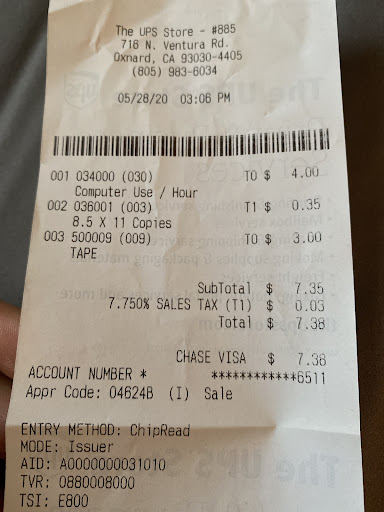 The UPS Store - #885
716 N. Ventura Rd.
Oxnard, CA 93030-4405
(805) 983-6034
05/28/20 03:06 PM
001 034000 (030) T0 $ 4.00
Computer Use / Hour
002 036001 (003) T1 $ 0.35
8.5 X 11 Copies
003 500009 (009) T0 $ 3.00
TAPE
SubTotal $ 7.35
7.750% SALES TAX (T1) $ 0.03
Total $ 7.38
CHASE VISA $ 7.38
ACCOUNT NUMBER * ************6511
Appr Code: 04624B (I) Sale
ENTRY METHOD: ChipRead
MODE: Issuer
AID: A0000000031010
TVR: 0880008000
TSI: E800